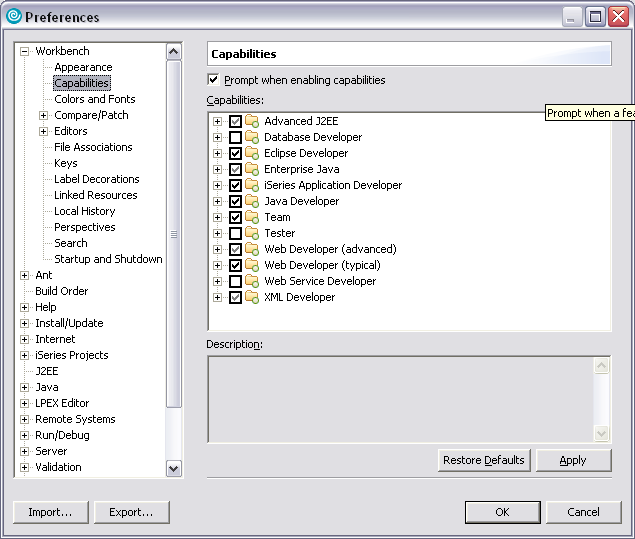 Preferences
Workbench
Appearance
Capabilities
Colors and Fonts
Compare/Patch
Editors
File Associations
Keys
Label Decorations
Linked Resources
Local History
Perspectives
Search
Startup and Shutdown
Ant
Build Order
Help
Install/Update
Internet
iSeries Projects
J2EE
Java
LPEX Editor
Remote Systems
Run/Debug
Server
Validation
Capabilities
Prompt when enabling capabilities
Capabilities:
Prompt when a fea
Advanced J2EE
Database Developer
Eclipse Developer
Enterprise Java
iSeries Application Developer
Java Developer
Team
Tester
Web Developer (advanced)
Web Developer (typical)
Web Service Developer
XML Developer
Description:
Restore Defaults
Apply
Import...
Export...
OK
Cancel